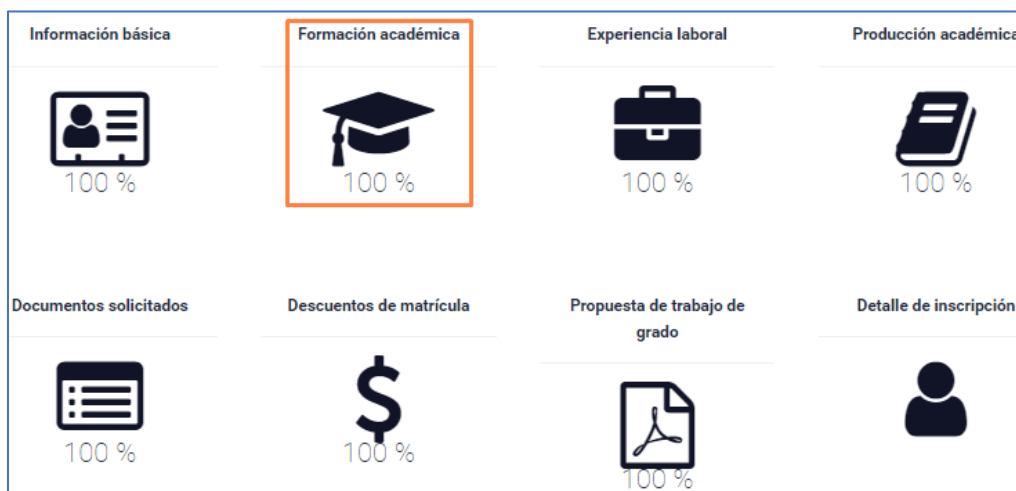 Información básica
Formación académica
Experiencia laboral
Producción académica
100 %
100 %
100 %
100 %
Documentos solicitados
Descuentos de matrícula
Propuesta de trabajo de
grado
Detalle de inscripción
100 %
100 %
100 %